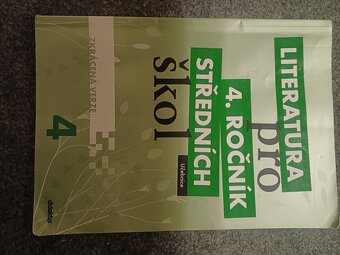 LITERATURA
pro
4. ROČNÍK
STŘEDNÍCH
škol
Učebnice
ZKRÁCENÁ VERZE
4
didaktis